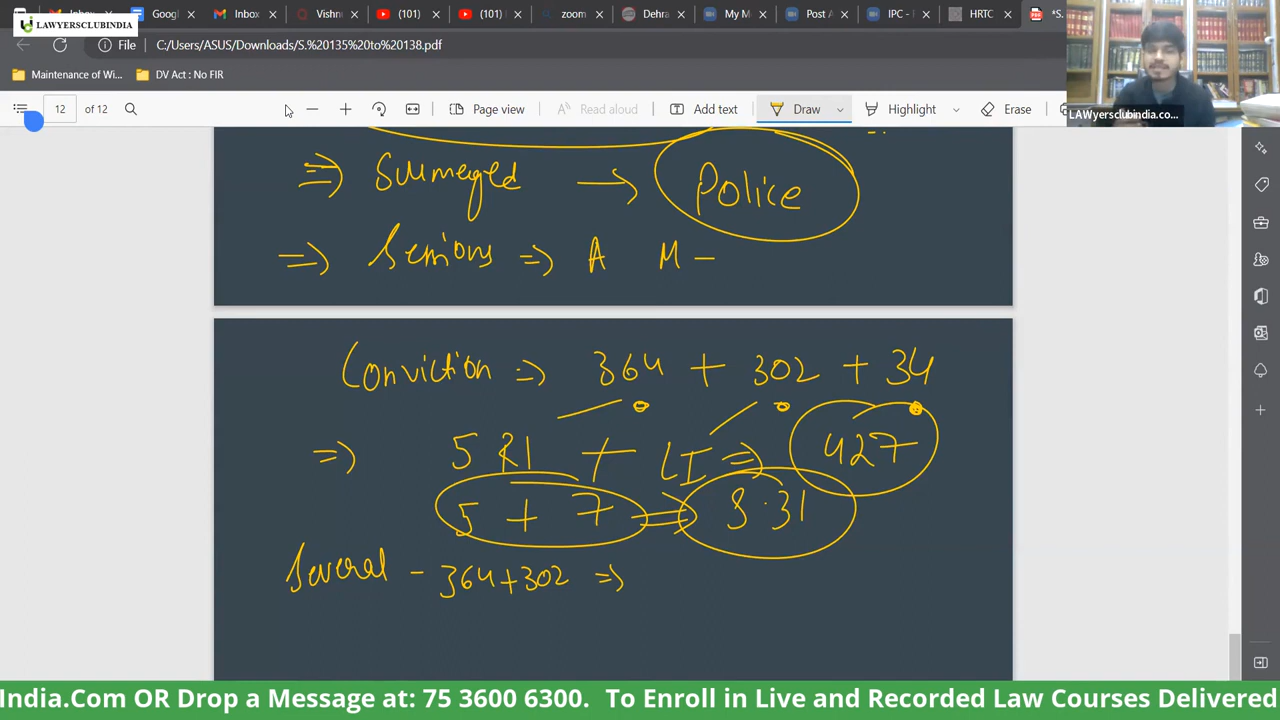 Inbox Googl Inbox Vishn (101) (101) Dehra My M Post IPC - HRTC *S
LAWYERSCLUBINDIA
File C:/Users/ASUS/Downloads/S.%20135%20to%20138.pdf
Maintenance of Wi... DV Act : No FIR
12 of 12 Page view Read aloud Add text Draw Highlight Erase
LAWyersclubindia.co...
=> Submerged → Police
=> Seniors => A M -
Conviction => 364 + 302 + 34
=> 5 RI + LI => 427
5 + 7 = S.31
Several - 364+302 =>
India.Com OR Drop a Message at: 75 3600 6300. To Enroll in Live and Recorded Law Courses Delivered